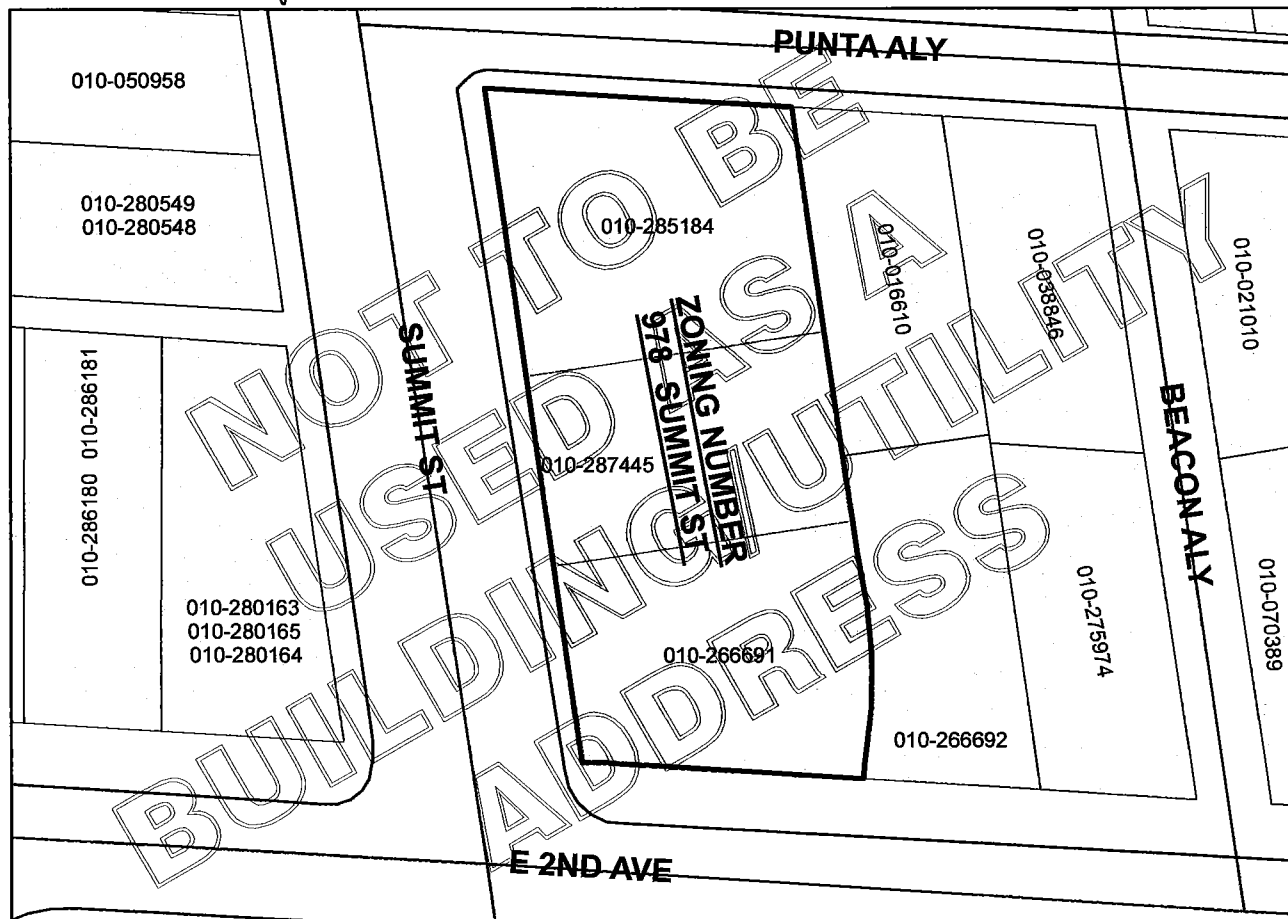 PUNTA ALY
010-050958
010-280549
010-280548
010-285184
010-016610
010-038846
010-021010
SUMMIT ST
ZONING NUMBER
978 SUMMIT ST
010-286181
010-286180
010-287445
BEACON ALY
010-280163
010-280165
010-280164
010-266691
010-275974
010-070389
010-266692
E 2ND AVE
NOT TO BE
USED AS A
BUILDING UTILITY
ADDRESS